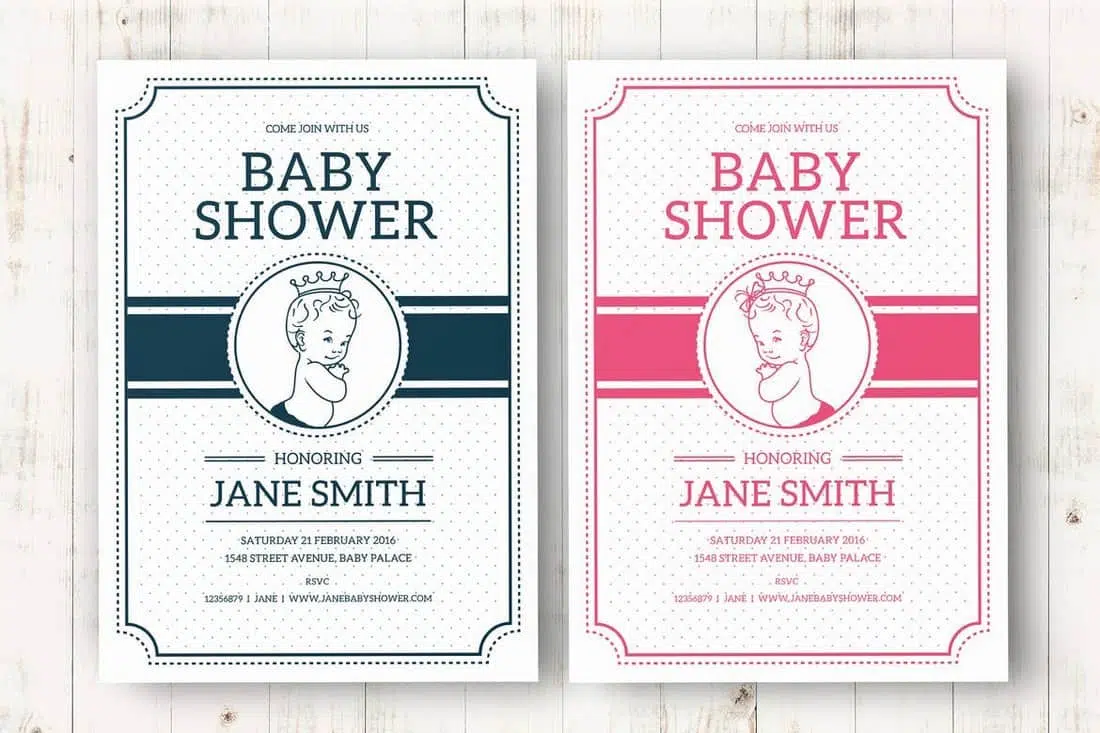 COME JOIN WITH US
BABY
SHOWER
HONORING
JANE SMITH
SATURDAY 21 FEBRUARY 2016
1548 STREET AVENUE, BABY PALACE
RSVC
12356879 | JANE | WWW.JANEBABYSHOWER.COM
COME JOIN WITH US
BABY
SHOWER
HONORING
JANE SMITH
SATURDAY 21 FEBRUARY 2016
1548 STREET AVENUE, BABY PALACE
RSVC
12356879 | JANE | WWW.JANEBABYSHOWER.COM